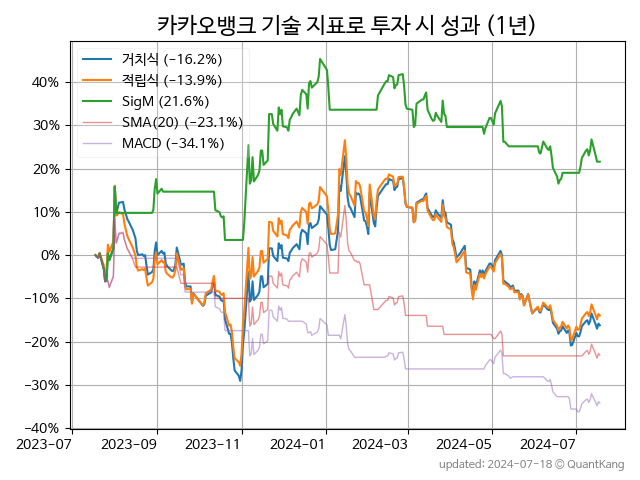 카카오뱅크 기술 지표로 투자 시 성과 (1년)
거치식 (−16.2%)
적립식 (−13.9%)
SigM (21.6%)
SMA(20) (−23.1%)
MACD (−34.1%)
40%
30%
20%
10%
0%
−10%
−20%
−30%
−40%
2023-07 2023-09 2023-11 2024-01 2024-03 2024-05 2024-07
updated: 2024-07-18 ⓒ QuantKang